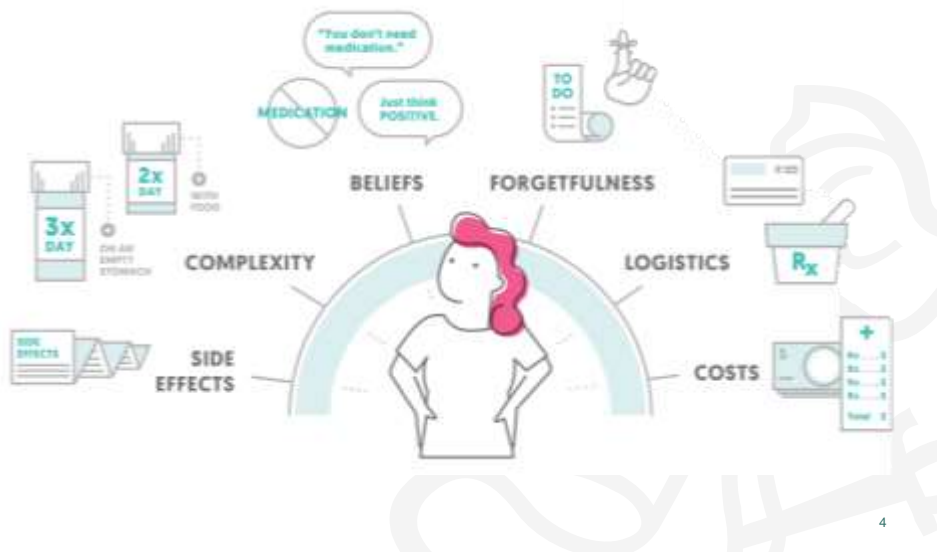 "You don't need
medication."
MEDICATION
Just think
POSITIVE.
TO
DO
BELIEFS
FORGETFULNESS
2x
DAY
WITH
FOOD
3x
DAY
ON AN
EMPTY
STOMACH
COMPLEXITY
LOGISTICS
Rx
SIDE
EFFECTS
SIDE
EFFECTS
COSTS
Total $
4